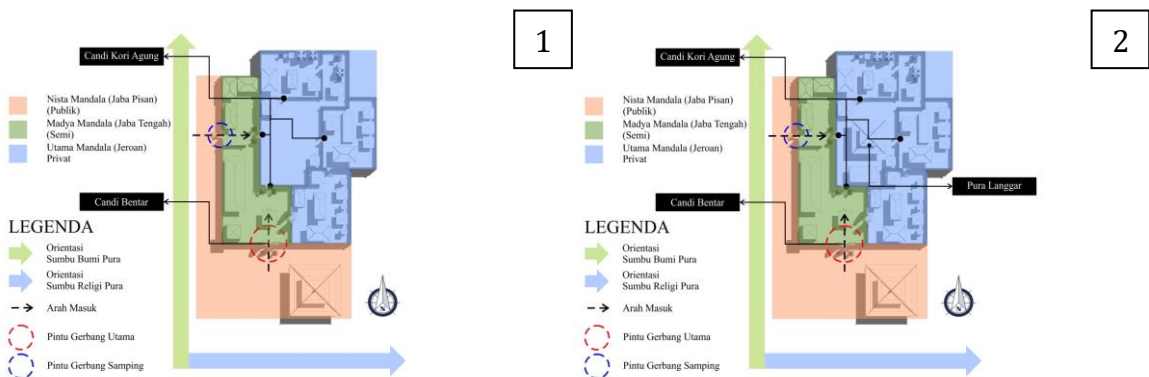 1
Candi Kori Agung
Nista Mandala (Jaba Pisan)
(Publik)
Madya Mandala (Jaba Tengah)
(Semi)
Utama Mandala (Jeroan)
Privat
Candi Bentar
LEGENDA
Orientasi
Sumbu Bumi Pura
Orientasi
Sumbu Religi Pura
Arah Masuk
Pintu Gerbang Utama
Pintu Gerbang Samping
N
2
Candi Kori Agung
Nista Mandala (Jaba Pisan)
(Publik)
Madya Mandala (Jaba Tengah)
(Semi)
Utama Mandala (Jeroan)
Privat
Pura Langgar
Candi Bentar
LEGENDA
Orientasi
Sumbu Bumi Pura
Orientasi
Sumbu Religi Pura
Arah Masuk
Pintu Gerbang Utama
Pintu Gerbang Samping
N